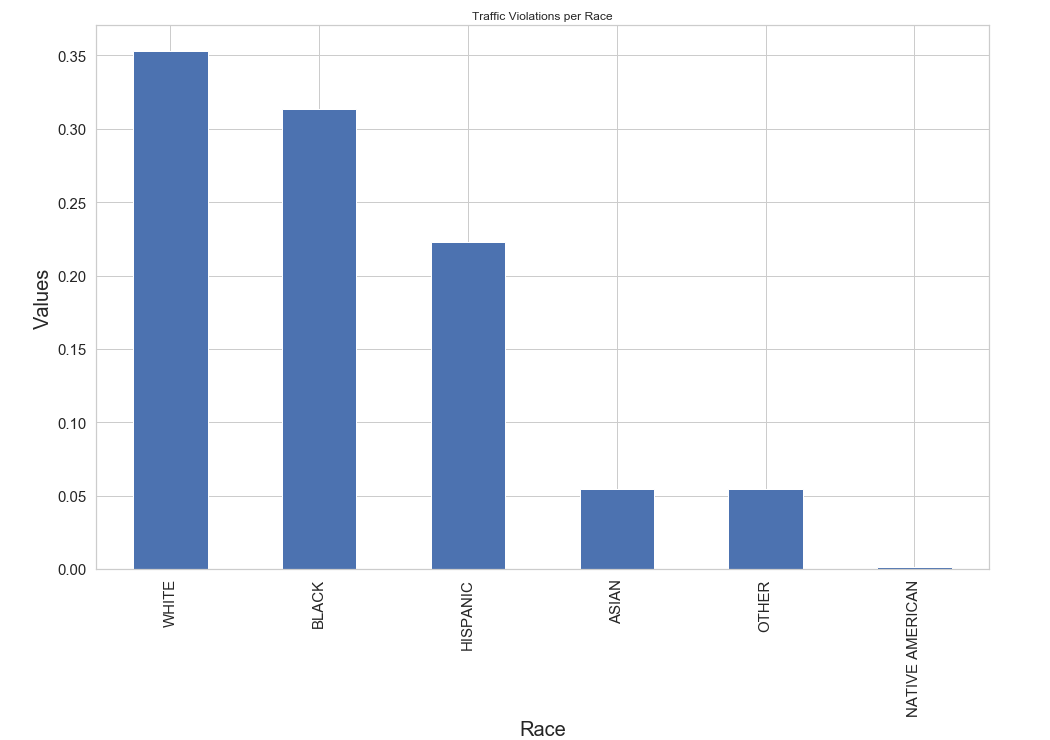 Traffic Violations per Race
0.35
0.30
0.25
0.20
0.15
0.10
0.05
0.00
Values
WHITE
BLACK
HISPANIC
ASIAN
OTHER
NATIVE AMERICAN
Race